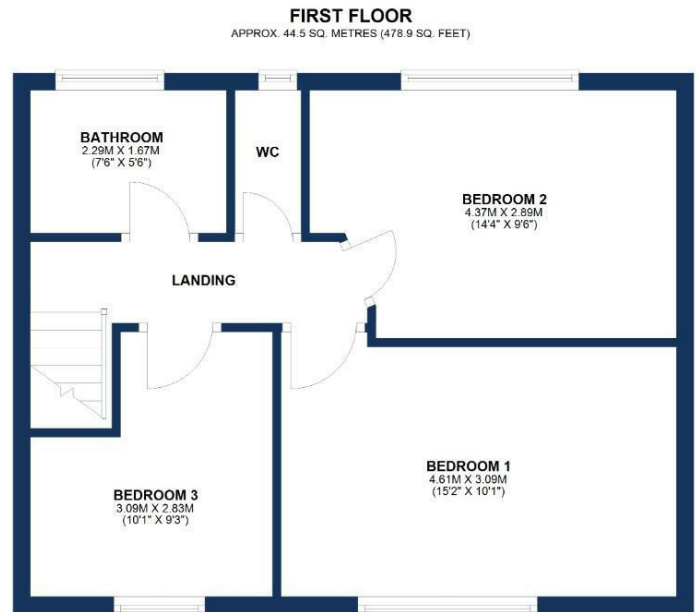 FIRST FLOOR
APPROX. 44.5 SQ. METRES (478.9 SQ. FEET)
BATHROOM
2.29M X 1.67M
(7'6" X 5'6")
WC
BEDROOM 2
4.37M X 2.89M
(14'4" X 9'6")
LANDING
BEDROOM 3
3.09M X 2.83M
(10'1" X 9'3")
BEDROOM 1
4.61M X 3.09M
(15'2" X 10'1")